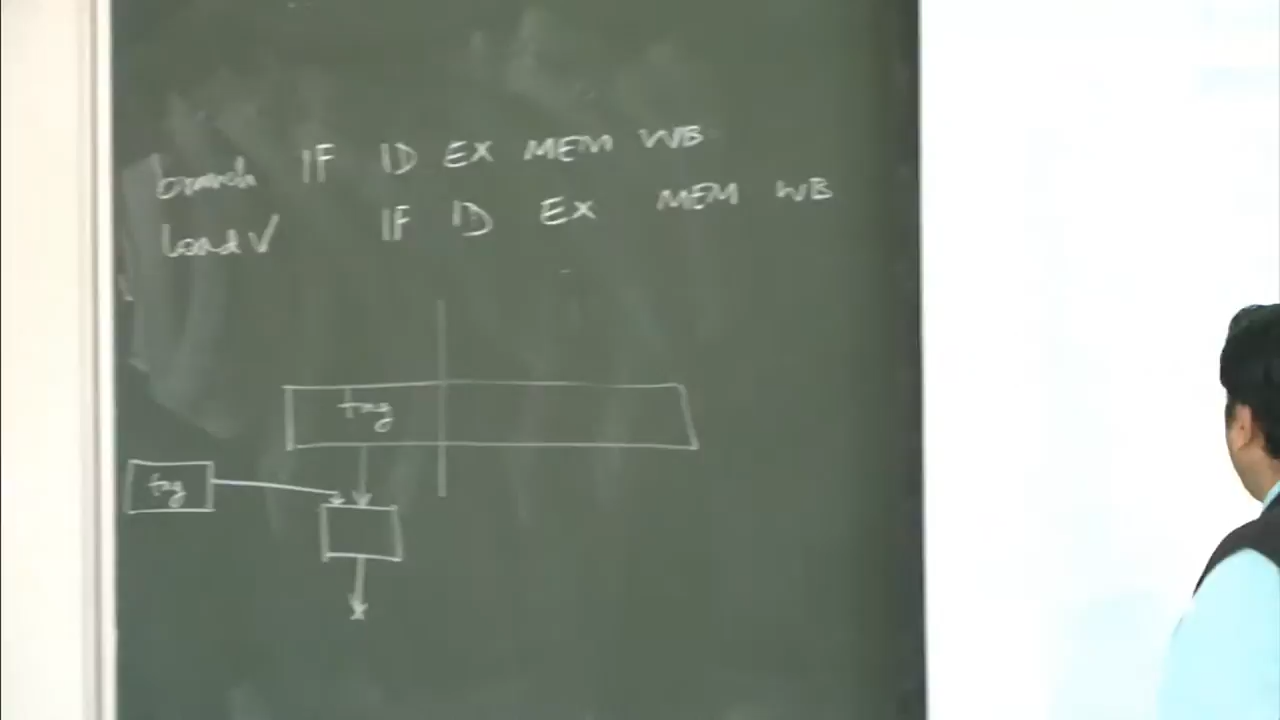 branch IF ID EX MEM WB
Load ✓ IF ID EX MEM WB
tag
tag